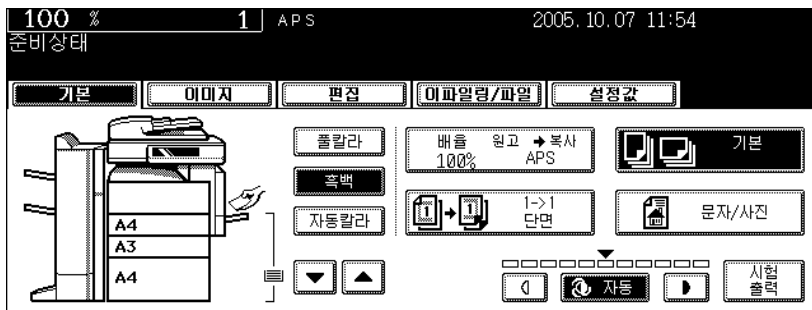 100 % 1 APS 2005.10.07 11:54
준비상태
기본 이미지 편집 이파일링/파일 설정값
풀칼라
배율 원고 → 복사
100% APS
기본
흑백
1
1
1->1
단면
문자/사진
자동칼라
A4
A3
A4
자동
시험
출력